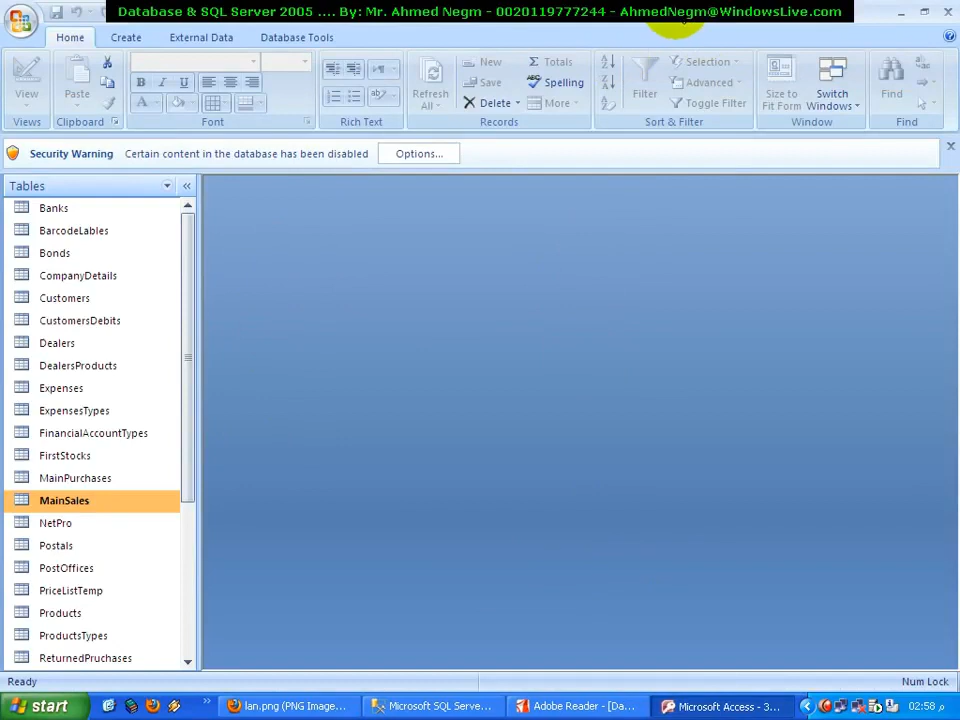 Database & SQL Server 2005 .... By: Mr. Ahmed Negm - 0020119777244 - AhmedNegm@WindowsLive.com
Home Create External Data Database Tools
View
Views
Paste
Clipboard
B I U
A
Font
ab
Rich Text
Refresh All
New
Save
Delete
Σ Totals
ABC Spelling
More
Records
Filter
Selection
Advanced
Toggle Filter
Sort & Filter
Size to Fit Form
Switch Windows
Window
Find
Find
Security Warning Certain content in the database has been disabled Options...
Tables
Banks
BarcodeLables
Bonds
CompanyDetails
Customers
CustomersDebits
Dealers
DealersProducts
Expenses
ExpensesTypes
FinancialAccountTypes
FirstStocks
MainPurchases
MainSales
NetPro
Postals
PostOffices
PriceListTemp
Products
ProductsTypes
ReturnedPruchases
Ready Num Lock
start lan.png (PNG Image... Microsoft SQL Serve... Adobe Reader - [Da... Microsoft Access - 3... 02:58 م